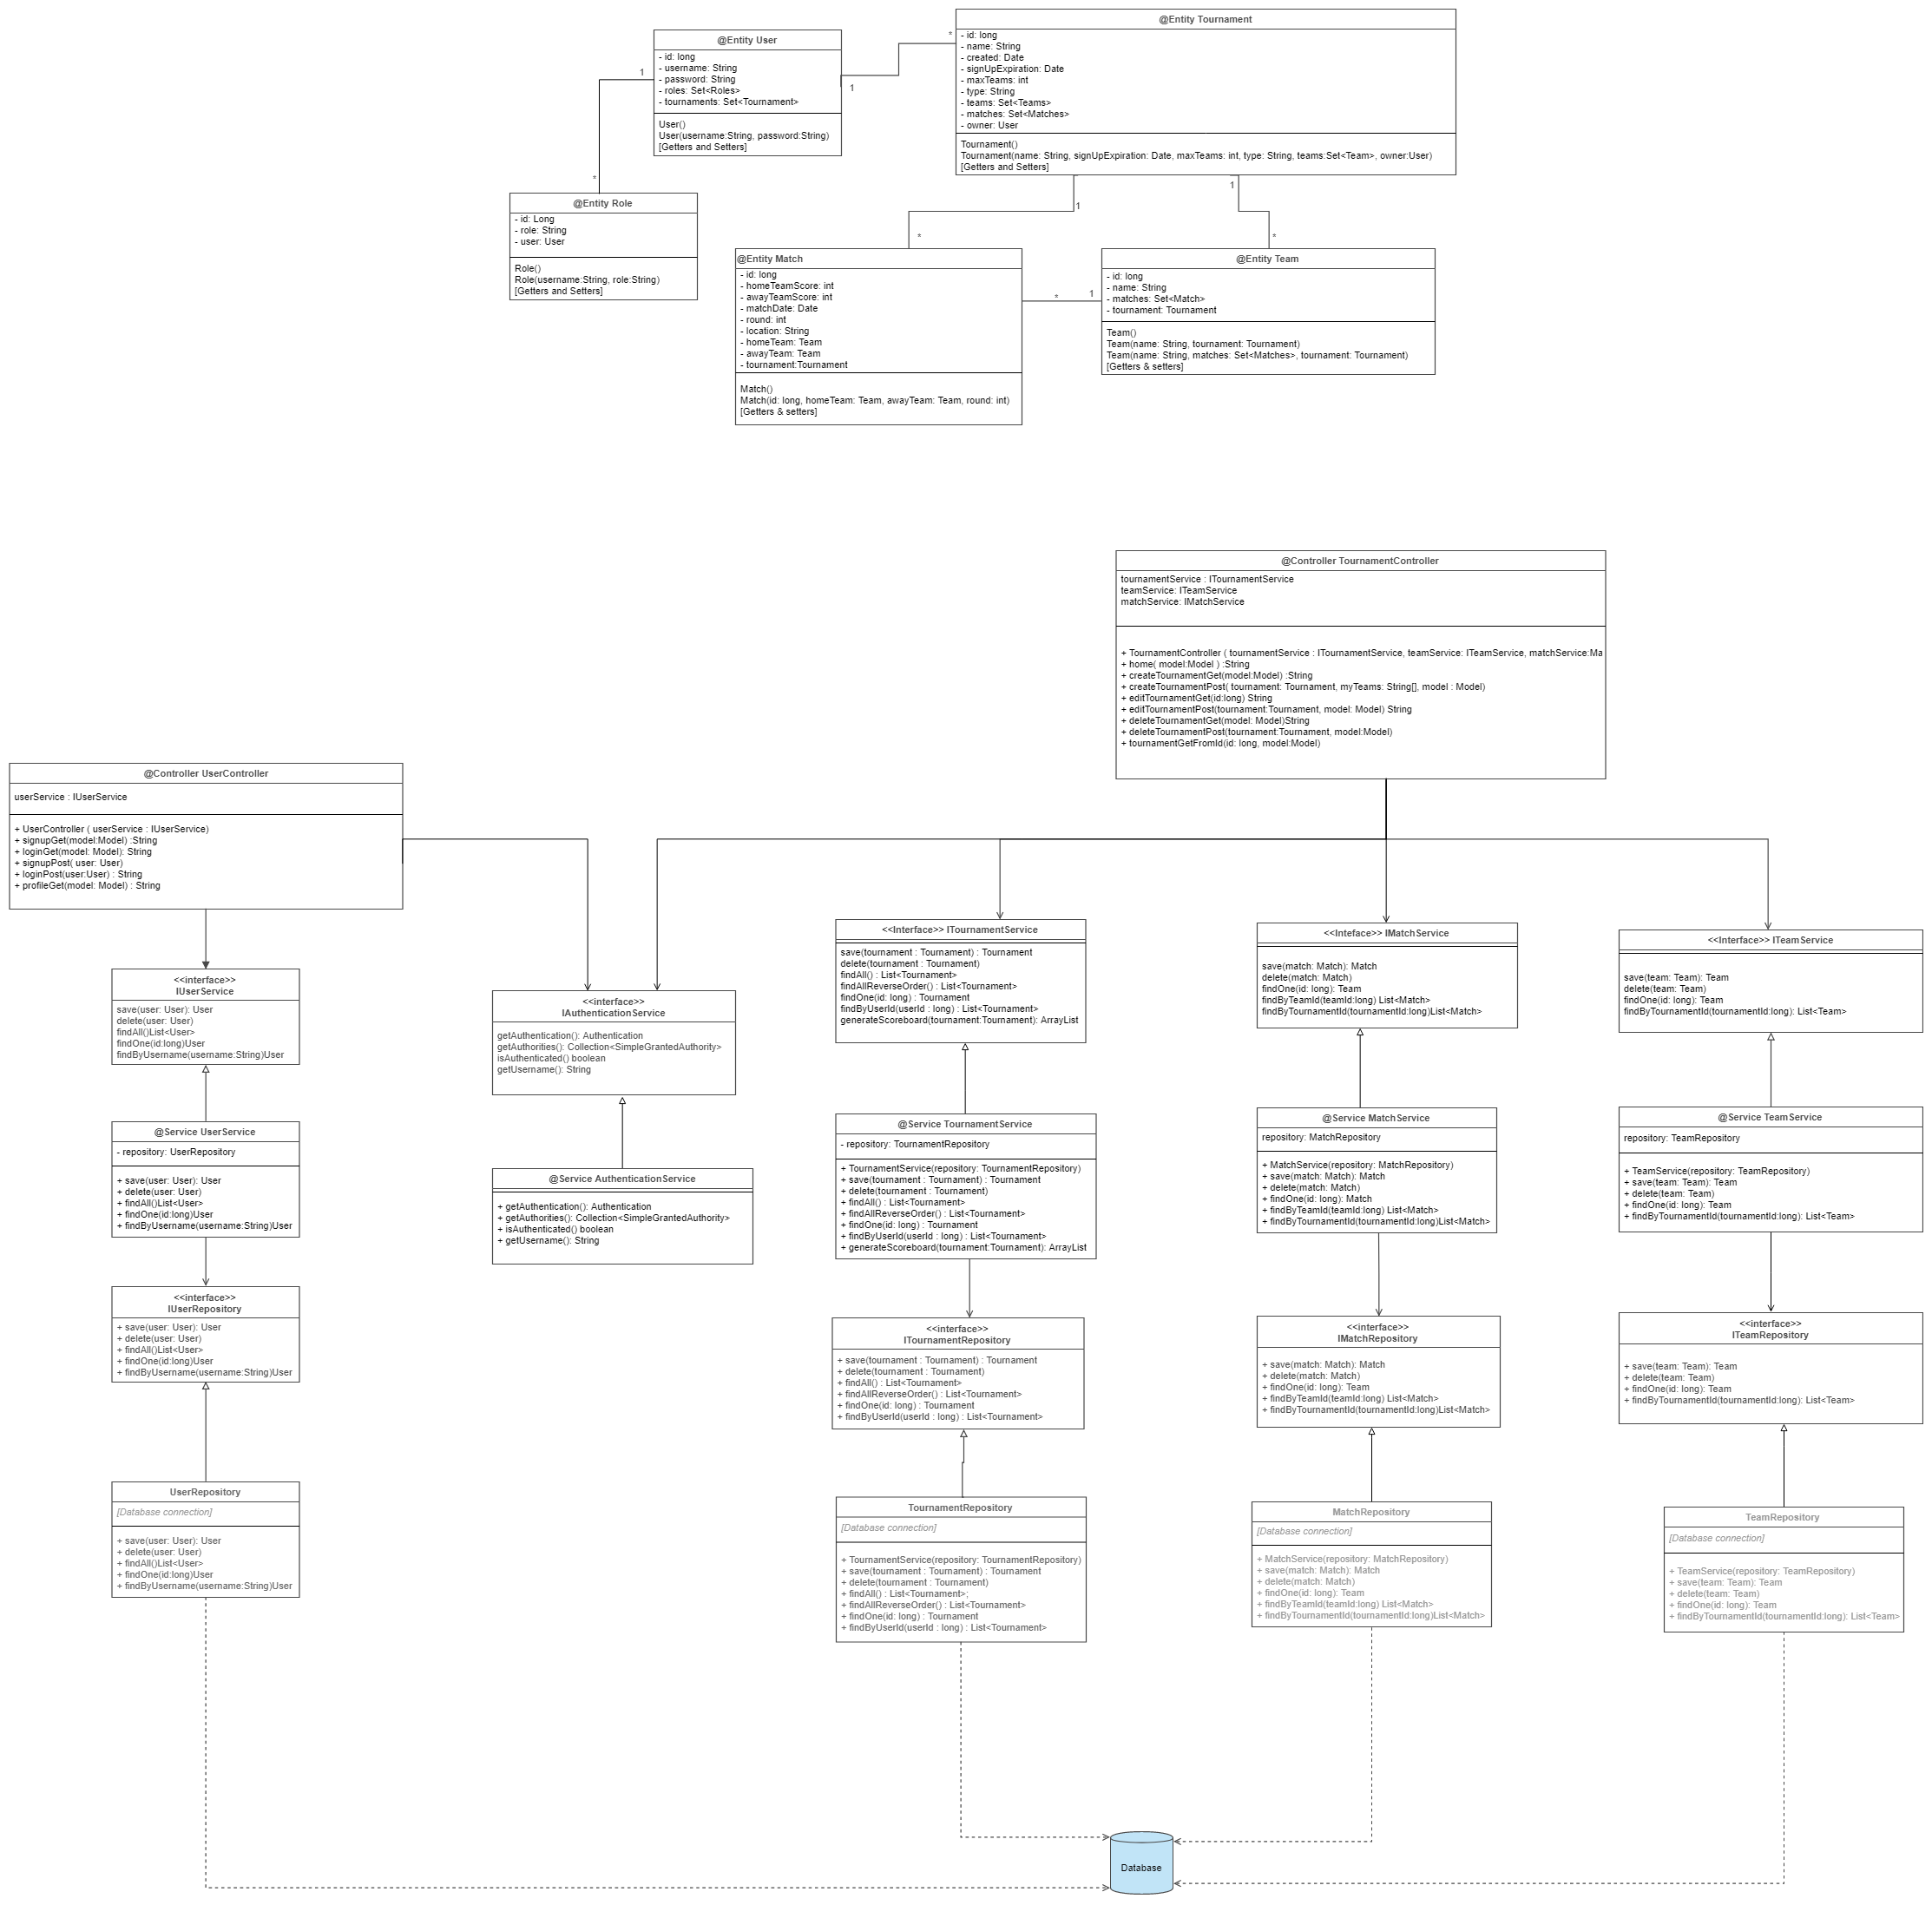 @Entity User
- id: long
- username: String
- password: String
- roles: Set<Roles>
- tournaments: Set<Tournament>
User()
User(username:String, password:String)
[Getters and Setters]
1
*
1
*
@Entity Tournament
- id: long
- name: String
- created: Date
- signUpExpiration: Date
- maxTeams: int
- type: String
- teams: Set<Teams>
- matches: Set<Matches>
- owner: User
Tournament()
Tournament(name: String, signUpExpiration: Date, maxTeams: int, type: String, teams:Set<Team>, owner:User)
[Getters and Setters]
1
*
1
*
@Entity Role
- id: Long
- role: String
- user: User
Role()
Role(username:String, role:String)
[Getters and Setters]
@Entity Match
- id: long
- homeTeamScore: int
- awayTeamScore: int
- matchDate: Date
- round: int
- location: String
- homeTeam: Team
- awayTeam: Team
- tournament:Tournament
Match()
Match(id: long, homeTeam: Team, awayTeam: Team, round: int)
[Getters & setters]
*
1
@Entity Team
- id: long
- name: String
- matches: Set<Match>
- tournament: Tournament
Team()
Team(name: String, tournament: Tournament)
Team(name: String, matches: Set<Matches>, tournament: Tournament)
[Getters & setters]
@Controller TournamentController
tournamentService : ITournamentService
teamService: ITeamService
matchService: IMatchService
+ TournamentController ( tournamentService : ITournamentService, teamService: ITeamService, matchService:Ma
+ home( model:Model ) :String
+ createTournamentGet(model:Model) :String
+ createTournamentPost( tournament: Tournament, myTeams: String[], model : Model)
+ editTournamentGet(id:long) String
+ editTournamentPost(tournament:Tournament, model: Model) String
+ deleteTournamentGet(model: Model)String
+ deleteTournamentPost(tournament:Tournament, model:Model)
+ tournamentGetFromId(id: long, model:Model)
@Controller UserController
userService : IUserService
+ UserController ( userService : IUserService)
+ signupGet(model:Model) :String
+ loginGet(model: Model): String
+ signupPost( user: User)
+ loginPost(user:User) : String
+ profileGet(model: Model) : String
<<interface>>
IUserService
save(user: User): User
delete(user: User)
findAll()List<User>
findOne(id:long)User
findByUsername(username:String)User
<<interface>>
IAuthenticationService
getAuthentication(): Authentication
getAuthorities(): Collection<SimpleGrantedAuthority>
isAuthenticated() boolean
getUsername(): String
<<Interface>> ITournamentService
save(tournament : Tournament) : Tournament
delete(tournament : Tournament)
findAll() : List<Tournament>
findAllReverseOrder() : List<Tournament>
findOne(id: long) : Tournament
findByUserId(userId : long) : List<Tournament>
generateScoreboard(tournament:Tournament): ArrayList
<<Inteface>> IMatchService
save(match: Match): Match
delete(match: Match)
findOne(id: long): Team
findByTeamId(teamId:long) List<Match>
findByTournamentId(tournamentId:long)List<Match>
<<Interface>> ITeamService
save(team: Team): Team
delete(team: Team)
findOne(id: long): Team
findByTournamentId(tournamentId:long): List<Team>
@Service UserService
- repository: UserRepository
+ save(user: User): User
+ delete(user: User)
+ findAll()List<User>
+ findOne(id:long)User
+ findByUsername(username:String)User
@Service AuthenticationService
+ getAuthentication(): Authentication
+ getAuthorities(): Collection<SimpleGrantedAuthority>
+ isAuthenticated() boolean
+ getUsername(): String
@Service TournamentService
- repository: TournamentRepository
+ TournamentService(repository: TournamentRepository)
+ save(tournament : Tournament) : Tournament
+ delete(tournament : Tournament)
+ findAll() : List<Tournament>
+ findAllReverseOrder() : List<Tournament>
+ findOne(id: long) : Tournament
+ findByUserId(userId : long) : List<Tournament>
+ generateScoreboard(tournament:Tournament): ArrayList
@Service MatchService
repository: MatchRepository
+ MatchService(repository: MatchRepository)
+ save(match: Match): Match
+ delete(match: Match)
+ findOne(id: long): Match
+ findByTeamId(teamId:long) List<Match>
+ findByTournamentId(tournamentId:long)List<Match>
@Service TeamService
repository: TeamRepository
+ TeamService(repository: TeamRepository)
+ save(team: Team): Team
+ delete(team: Team)
+ findOne(id: long): Team
+ findByTournamentId(tournamentId:long): List<Team>
<<interface>>
IUserRepository
+ save(user: User): User
+ delete(user: User)
+ findAll()List<User>
+ findOne(id:long)User
+ findByUsername(username:String)User
<<interface>>
ITournamentRepository
+ save(tournament : Tournament) : Tournament
+ delete(tournament : Tournament)
+ findAll() : List<Tournament>
+ findAllReverseOrder() : List<Tournament>
+ findOne(id: long) : Tournament
+ findByUserId(userId : long) : List<Tournament>
<<interface>>
IMatchRepository
+ save(match: Match): Match
+ delete(match: Match)
+ findOne(id: long): Team
+ findByTeamId(teamId:long) List<Match>
+ findByTournamentId(tournamentId:long)List<Match>
<<interface>>
ITeamRepository
+ save(team: Team): Team
+ delete(team: Team)
+ findOne(id: long): Team
+ findByTournamentId(tournamentId:long): List<Team>
UserRepository
[Database connection]
+ save(user: User): User
+ delete(user: User)
+ findAll()List<User>
+ findOne(id:long)User
+ findByUsername(username:String)User
TournamentRepository
[Database connection]
+ TournamentService(repository: TournamentRepository)
+ save(tournament : Tournament) : Tournament
+ delete(tournament : Tournament)
+ findAll() : List<Tournament>;
+ findAllReverseOrder() : List<Tournament>
+ findOne(id: long) : Tournament
+ findByUserId(userId : long) : List<Tournament>
MatchRepository
[Database connection]
+ MatchService(repository: MatchRepository)
+ save(match: Match): Match
+ delete(match: Match)
+ findOne(id: long): Team
+ findByTeamId(teamId:long) List<Match>
+ findByTournamentId(tournamentId:long)List<Match>
TeamRepository
[Database connection]
+ TeamService(repository: TeamRepository)
+ save(team: Team): Team
+ delete(team: Team)
+ findOne(id: long): Team
+ findByTournamentId(tournamentId:long): List<Team>
Database